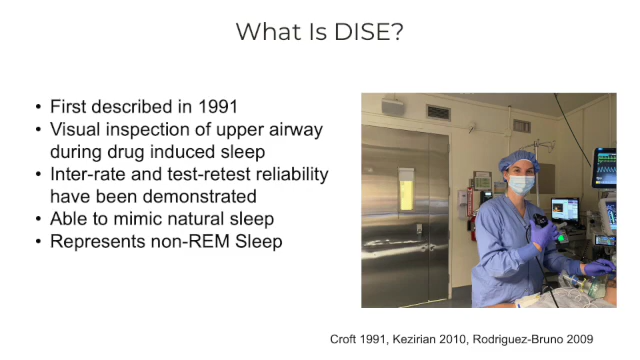 What Is DISE?
• First described in 1991
• Visual inspection of upper airway
during drug induced sleep
• Inter-rate and test-retest reliability
have been demonstrated
• Able to mimic natural sleep
• Represents non-REM Sleep
Croft 1991, Kezirian 2010, Rodriguez-Bruno 2009